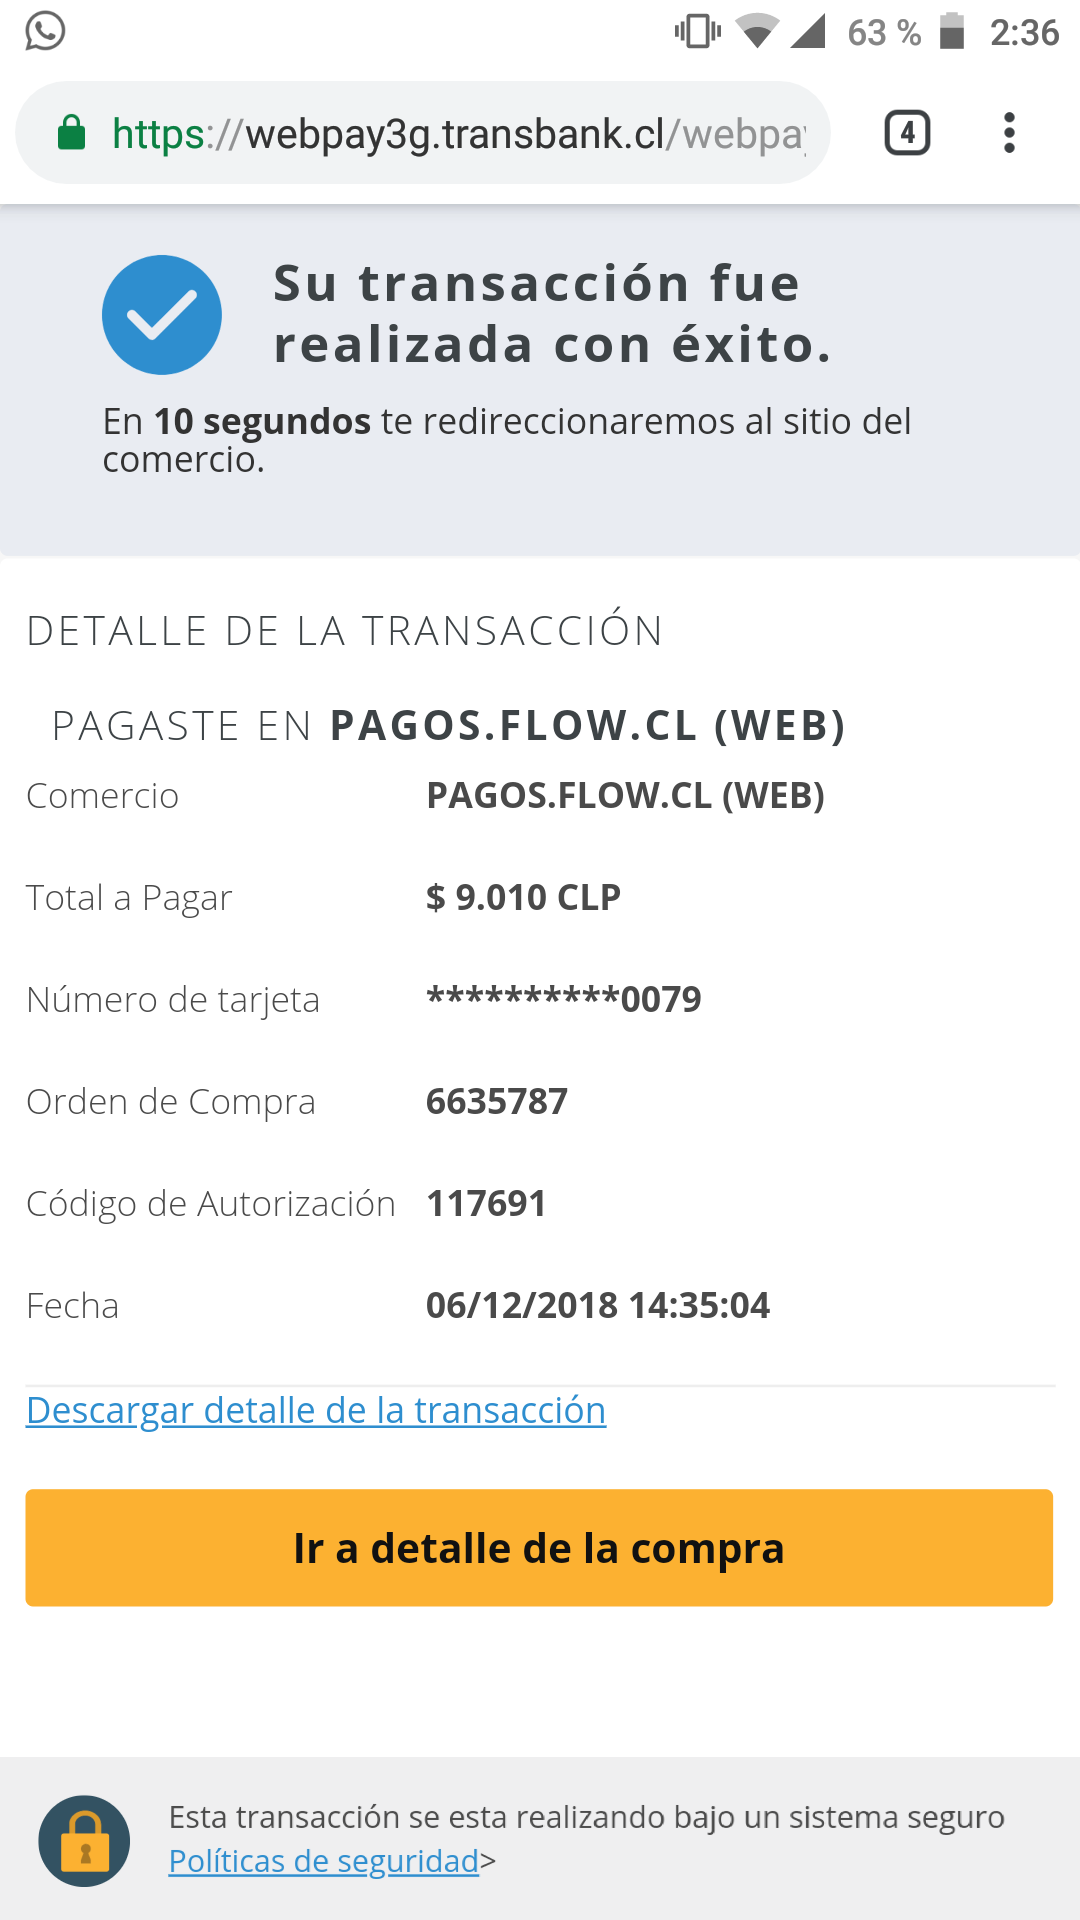 63 % 2:36
https://webpay3g.transbank.cl/webpay 4
Su transacción fue
realizada con éxito.
En 10 segundos te redireccionaremos al sitio del
comercio.
DETALLE DE LA TRANSACCIÓN
PAGASTE EN PAGOS.FLOW.CL (WEB)
Comercio PAGOS.FLOW.CL (WEB)
Total a Pagar $ 9.010 CLP
Número de tarjeta **********0079
Orden de Compra 6635787
Código de Autorización 117691
Fecha 06/12/2018 14:35:04
Descargar detalle de la transacción
Ir a detalle de la compra
Esta transacción se esta realizando bajo un sistema seguro
Políticas de seguridad>